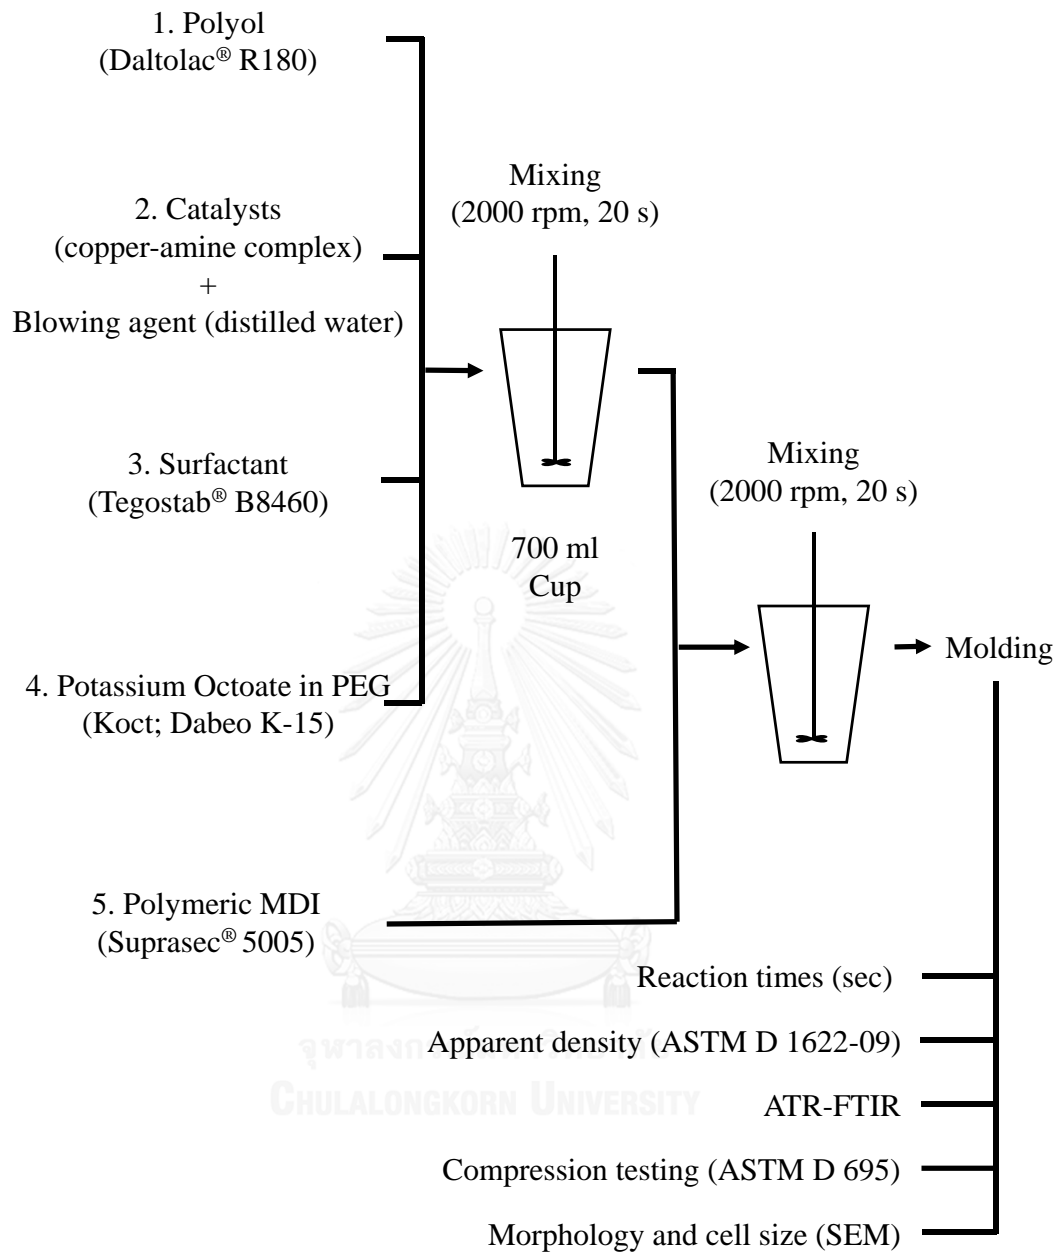 1. Polyol
(Daltolac® R180)
Mixing
(2000 rpm, 20 s)
2. Catalysts
(copper-amine complex)
+
Blowing agent (distilled water)
3. Surfactant
(Tegostab® B8460)
Mixing
(2000 rpm, 20 s)
700 ml
Cup
Molding
4. Potassium Octoate in PEG
(Koct; Dabeo K-15)
5. Polymeric MDI
(Suprasec® 5005)
Reaction times (sec)
Apparent density (ASTM D 1622-09)
CHULALONGKORN UNIVERSITY
ATR-FTIR
Compression testing (ASTM D 695)
Morphology and cell size (SEM)